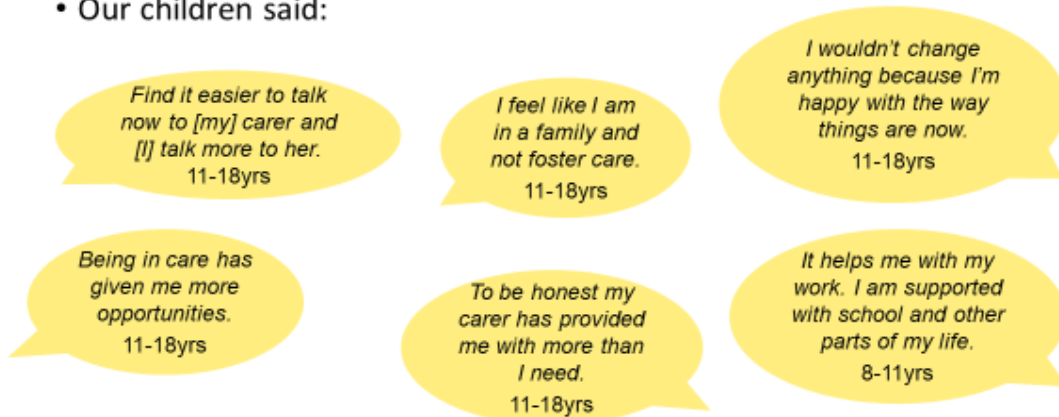 • Our children said:
Find it easier to talk
now to [my] carer and
[I] talk more to her.
11-18yrs
I feel like I am
in a family and
not foster care.
11-18yrs
I wouldn't change
anything because I'm
happy with the way
things are now.
11-18yrs
Being in care has
given me more
opportunities.
11-18yrs
To be honest my
carer has provided
me with more than
I need.
11-18yrs
It helps me with my
work. I am supported
with school and other
parts of my life.
8-11yrs